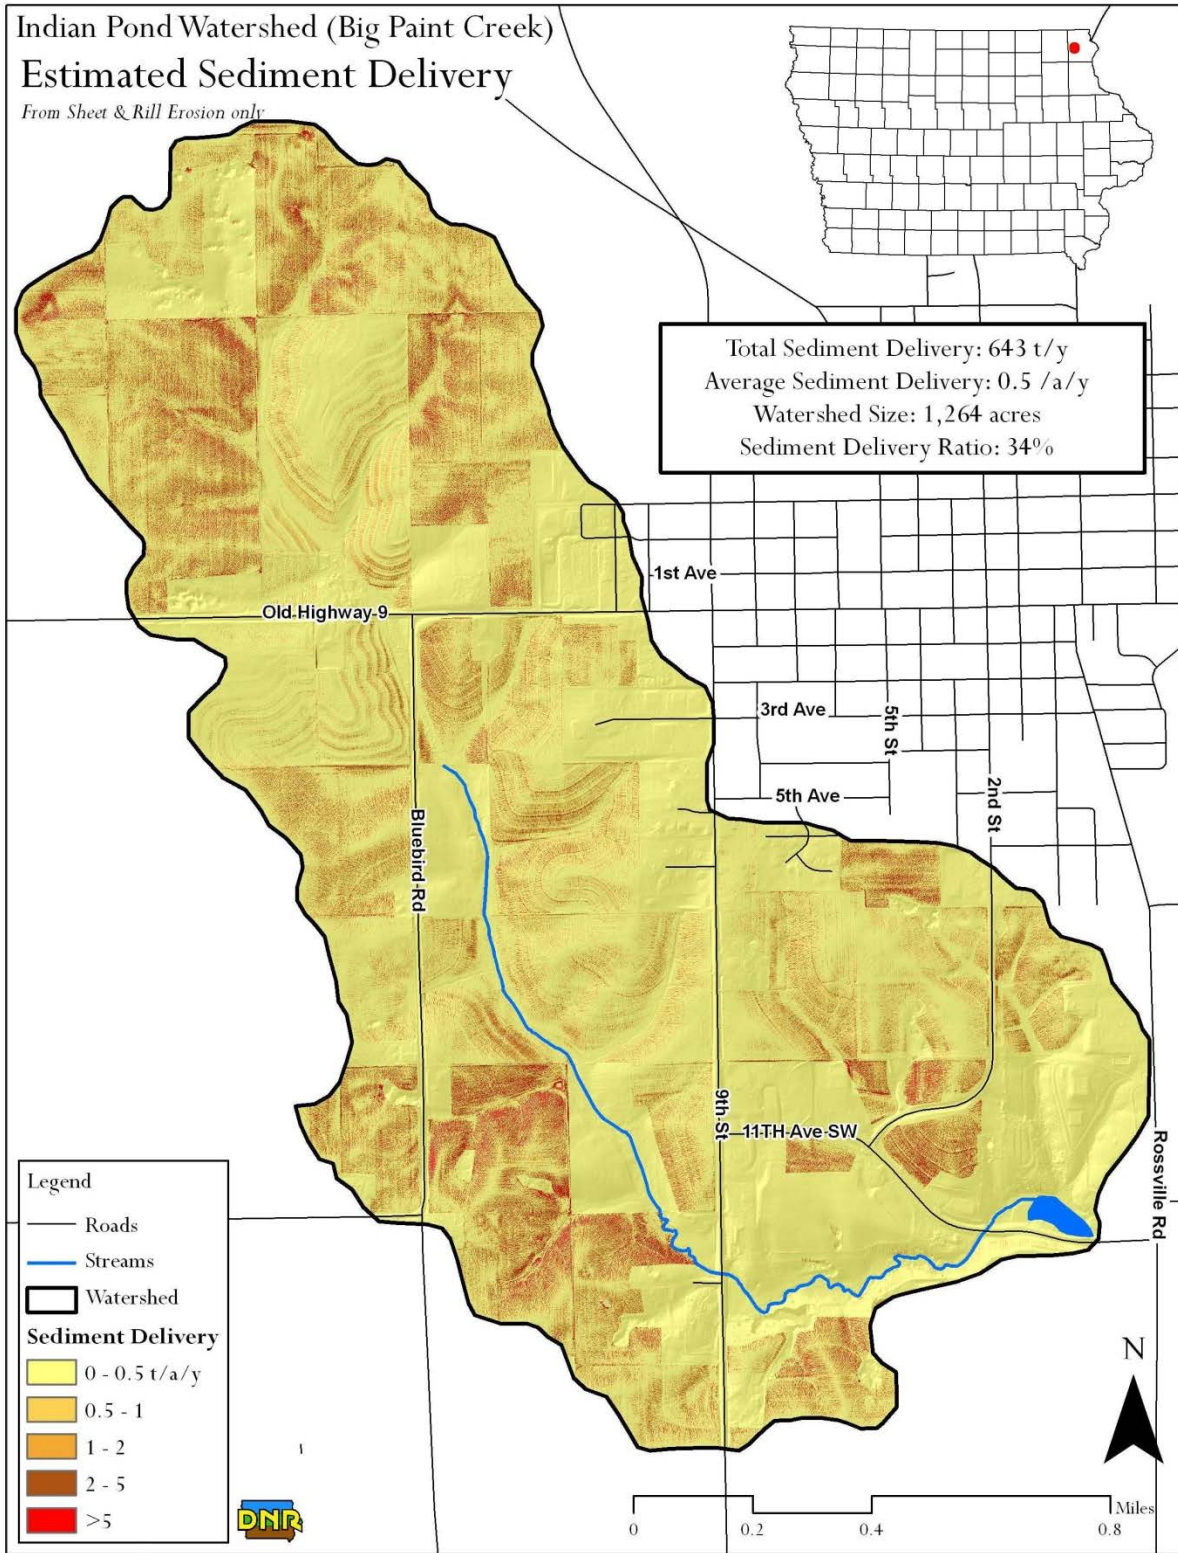 Indian Pond Watershed (Big Paint Creek)
Estimated Sediment Delivery
From Sheet & Rill Erosion only
Total Sediment Delivery: 643 t/y
Average Sediment Delivery: 0.5 /a/y
Watershed Size: 1,264 acres
Sediment Delivery Ratio: 34%
1st Ave
Old Highway 9
3rd Ave
5th St
5th Ave
2nd St
Bluebird Rd
9th St
11TH Ave SW
Rossville Rd
Legend
Roads
Streams
Watershed
Sediment Delivery
0 - 0.5 t/a/y
0.5 - 1
1 - 2
2 - 5
>5
DNR
N
Miles
0 0.2 0.4 0.8